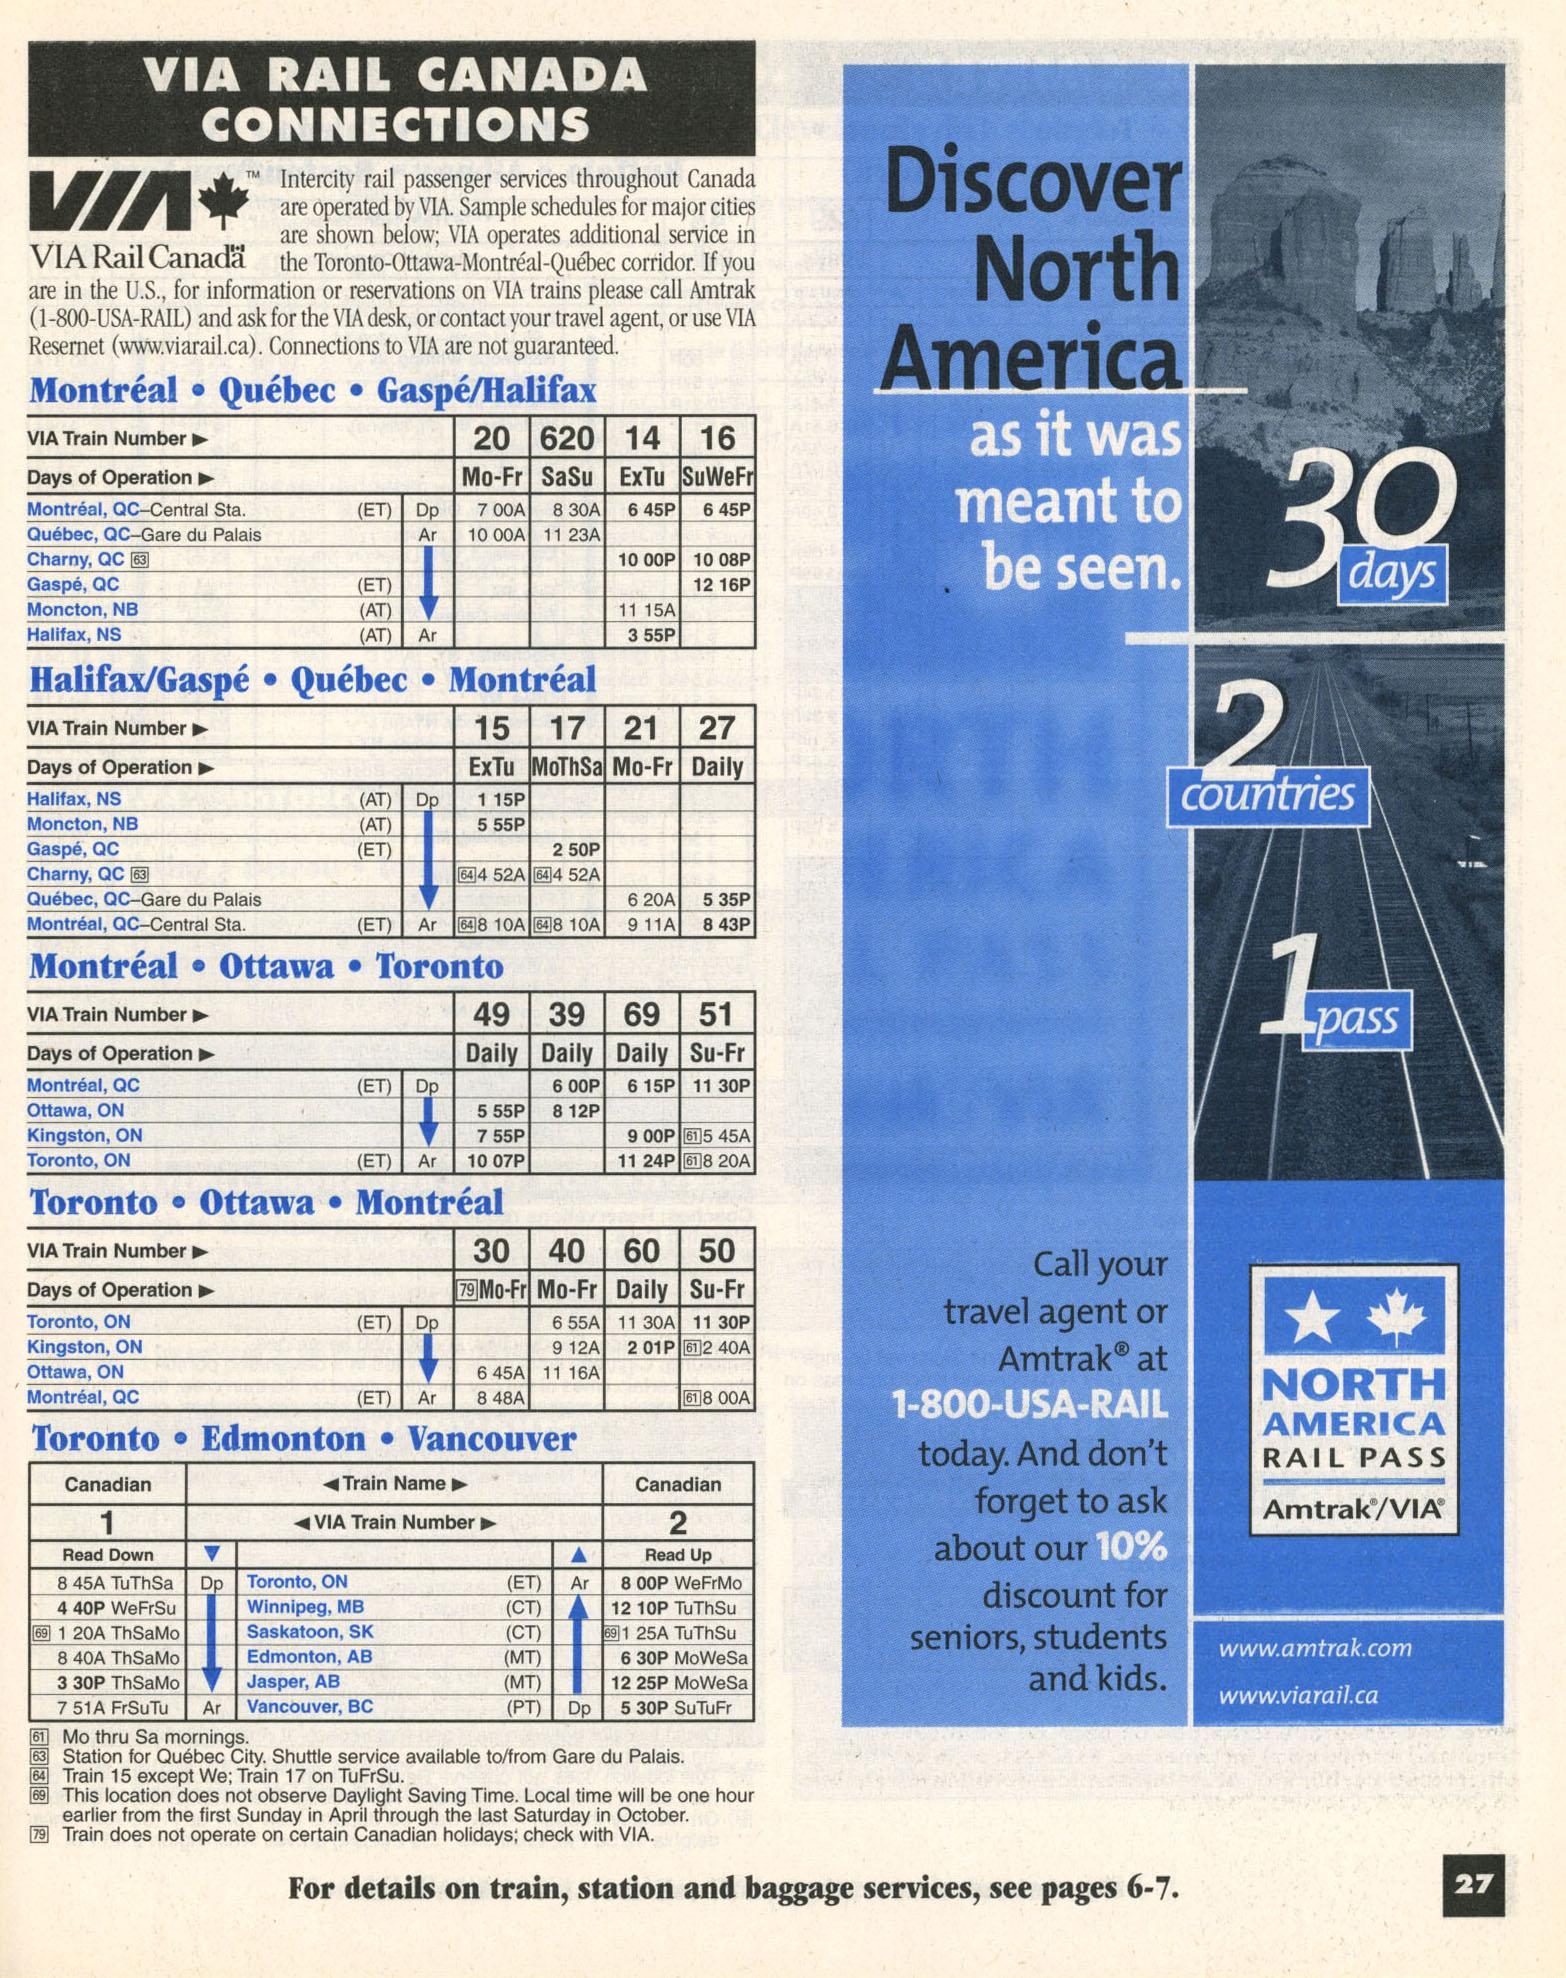 VIA RAIL CANADA
CONNECTIONS
VIA ™
VIA Rail Canada
Intercity rail passenger services throughout Canada
are operated by VIA. Sample schedules for major cities
are shown below; VIA operates additional service in
the Toronto-Ottawa-Montréal-Québec corridor. If you
are in the U.S., for information or reservations on VIA trains please call Amtrak
(1-800-USA-RAIL) and ask for the VIA desk, or contact your travel agent, or use VIA
Resernet (www.viarail.ca). Connections to VIA are not guaranteed.
Montréal • Québec • Gaspé/Halifax
VIA Train Number ► 20 620 14 16
Days of Operation ► Mo-Fr SaSu ExTu SuWeFr
Montréal, QC–Central Sta. (ET) Dp 7 00A 8 30A 6 45P 6 45P
Québec, QC–Gare du Palais Ar 10 00A 11 23A
Charny, QC 63 10 00P 10 08P
Gaspé, QC (ET) 12 16P
Moncton, NB (AT) 11 15A
Halifax, NS (AT) Ar 3 55P
Halifax/Gaspé • Québec • Montréal
VIA Train Number ► 15 17 21 27
Days of Operation ► ExTu MoThSa Mo-Fr Daily
Halifax, NS (AT) Dp 1 15P
Moncton, NB (AT) 5 55P
Gaspé, QC (ET) 2 50P
Charny, QC 63 64 4 52A 64 4 52A
Québec, QC–Gare du Palais 6 20A 5 35P
Montréal, QC–Central Sta. (ET) Ar 64 8 10A 64 8 10A 9 11A 8 43P
Montréal • Ottawa • Toronto
VIA Train Number ► 49 39 69 51
Days of Operation ► Daily Daily Daily Su-Fr
Montréal, QC (ET) Dp 6 00P 6 15P 11 30P
Ottawa, ON 5 55P 8 12P
Kingston, ON 7 55P 9 00P 61 5 45A
Toronto, ON (ET) Ar 10 07P 11 24P 61 8 20A
Toronto • Ottawa • Montréal
VIA Train Number ► 30 40 60 50
Days of Operation ► 79 Mo-Fr Mo-Fr Daily Su-Fr
Toronto, ON (ET) Dp 6 55A 11 30A 11 30P
Kingston, ON 9 12A 2 01P 61 2 40A
Ottawa, ON 6 45A 11 16A
Montréal, QC (ET) Ar 8 48A 61 8 00A
Toronto • Edmonton • Vancouver
Canadian ◄ Train Name ► Canadian
1 ◄ VIA Train Number ► 2
Read Down ▼ ▲ Read Up
8 45A TuThSa Dp Toronto, ON (ET) Ar 8 00P WeFrMo
4 40P WeFrSu Winnipeg, MB (CT) 12 10P TuThSu
69 1 20A ThSaMo Saskatoon, SK (CT) 69 1 25A TuThSu
8 40A ThSaMo Edmonton, AB (MT) 6 30P MoWeSa
3 30P ThSaMo Jasper, AB (MT) 12 25P MoWeSa
7 51A FrSuTu Ar Vancouver, BC (PT) Dp 5 30P SuTuFr
61 Mo thru Sa mornings.
63 Station for Québec City. Shuttle service available to/from Gare du Palais.
64 Train 15 except We; Train 17 on TuFrSu.
69 This location does not observe Daylight Saving Time. Local time will be one hour
earlier from the first Sunday in April through the last Saturday in October.
79 Train does not operate on certain Canadian holidays; check with VIA.
Discover
North
America
as it was
meant to
be seen.
30
days
2
countries
1
pass
Call your
travel agent or
Amtrak® at
1-800-USA-RAIL
today. And don't
forget to ask
about our 10%
discount for
seniors, students
and kids.
NORTH
AMERICA
RAIL PASS
Amtrak®/VIA®
www.amtrak.com
www.viarail.ca
For details on train, station and baggage services, see pages 6-7.
27